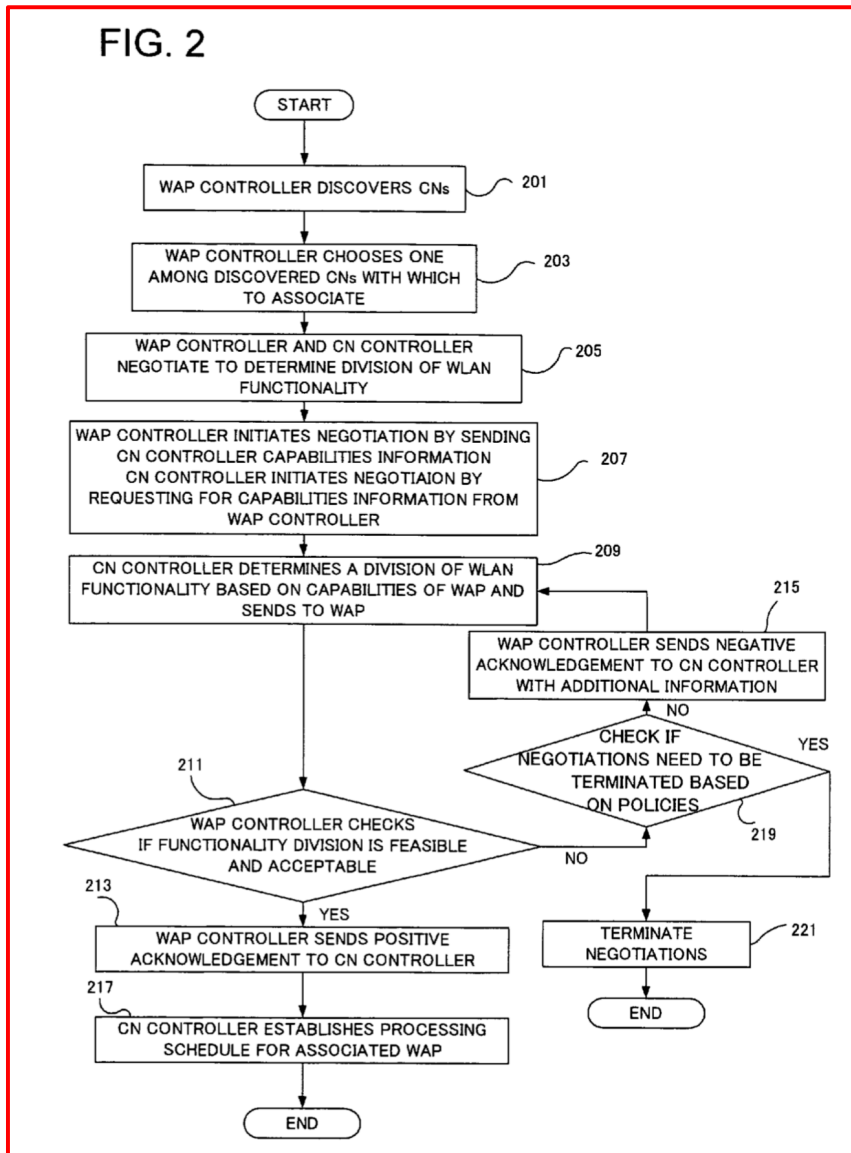 FIG. 2
START
WAP CONTROLLER DISCOVERS CNs
201
WAP CONTROLLER CHOOSES ONE
AMONG DISCOVERED CNs WITH WHICH
TO ASSOCIATE
203
WAP CONTROLLER AND CN CONTROLLER
NEGOTIATE TO DETERMINE DIVISION OF WLAN
FUNCTIONALITY
205
WAP CONTROLLER INITIATES NEGOTIATION BY SENDING
CN CONTROLLER CAPABILITIES INFORMATION
CN CONTROLLER INITIATES NEGOTIAION BY
REQUESTING FOR CAPABILITIES INFORMATION FROM
WAP CONTROLLER
207
CN CONTROLLER DETERMINES A DIVISION OF WLAN
FUNCTIONALITY BASED ON CAPABILITIES OF WAP AND
SENDS TO WAP
209
215
WAP CONTROLLER SENDS NEGATIVE
ACKNOWLEDGEMENT TO CN CONTROLLER
WITH ADDITIONAL INFORMATION
NO
YES
CHECK IF
NEGOTIATIONS NEED TO BE
TERMINATED BASED
ON POLICIES
219
211
WAP CONTROLLER CHECKS
IF FUNCTIONALITY DIVISION IS FEASIBLE
AND ACCEPTABLE
NO
YES
213
WAP CONTROLLER SENDS POSITIVE
ACKNOWLEDGEMENT TO CN CONTROLLER
TERMINATE
NEGOTIATIONS
221
END
217
CN CONTROLLER ESTABLISHES PROCESSING
SCHEDULE FOR ASSOCIATED WAP
END